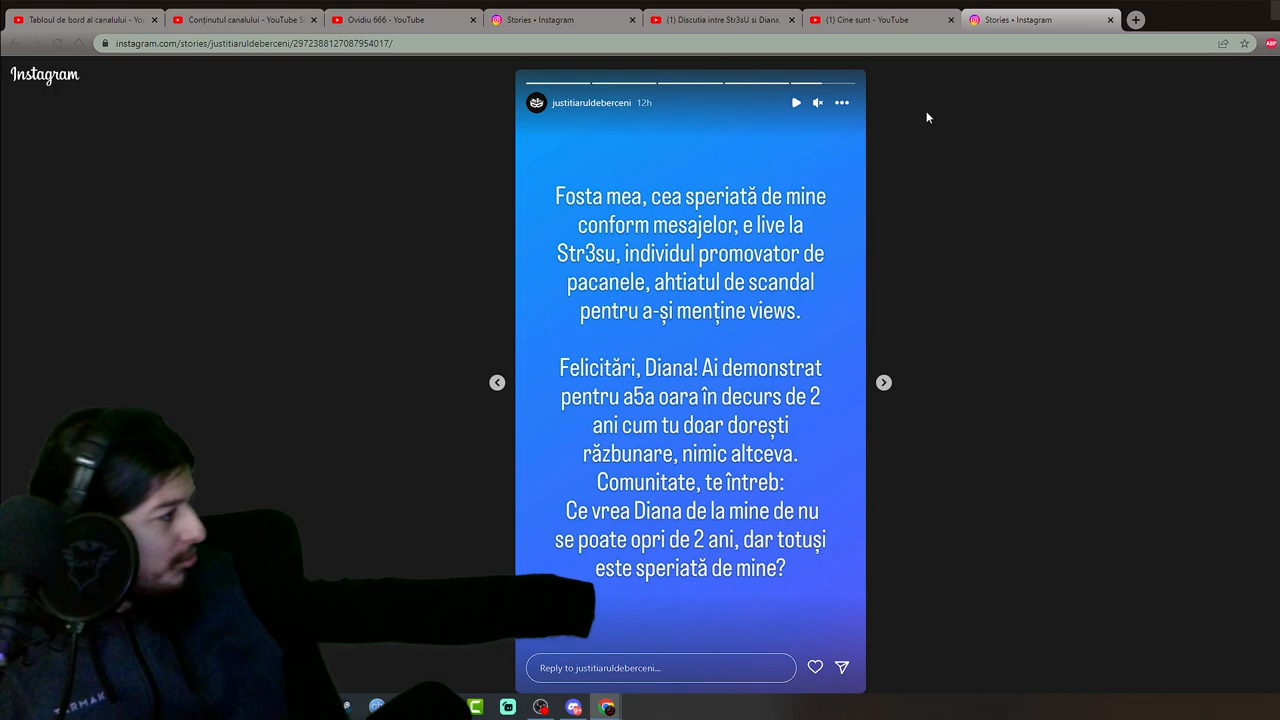 Tabloul de bord al canalului - Yo
Conținutul canalului - YouTube S
Ovidiu 666 - YouTube
Stories • Instagram
(1) Discutia intre Str3sU si Diana
(1) Cine sunt - YouTube
Stories • Instagram
instagram.com/stories/justitiaruldeberceni/2972388127087954017/
ABP
Instagram
justitiaruldeberceni 12h
Fosta mea, cea speriată de mine
conform mesajelor, e live la
Str3su, individul promovator de
pacanele, ahtiatul de scandal
pentru a-și menține views.
Felicitări, Diana! Ai demonstrat
pentru a5a oara în decurs de 2
ani cum tu doar dorești
răzbunare, nimic altceva.
Comunitate, te întreb:
Ce vrea Diana de la mine de nu
se poate opri de 2 ani, dar totuși
este speriată de mine?
Reply to justitiaruldeberceni...